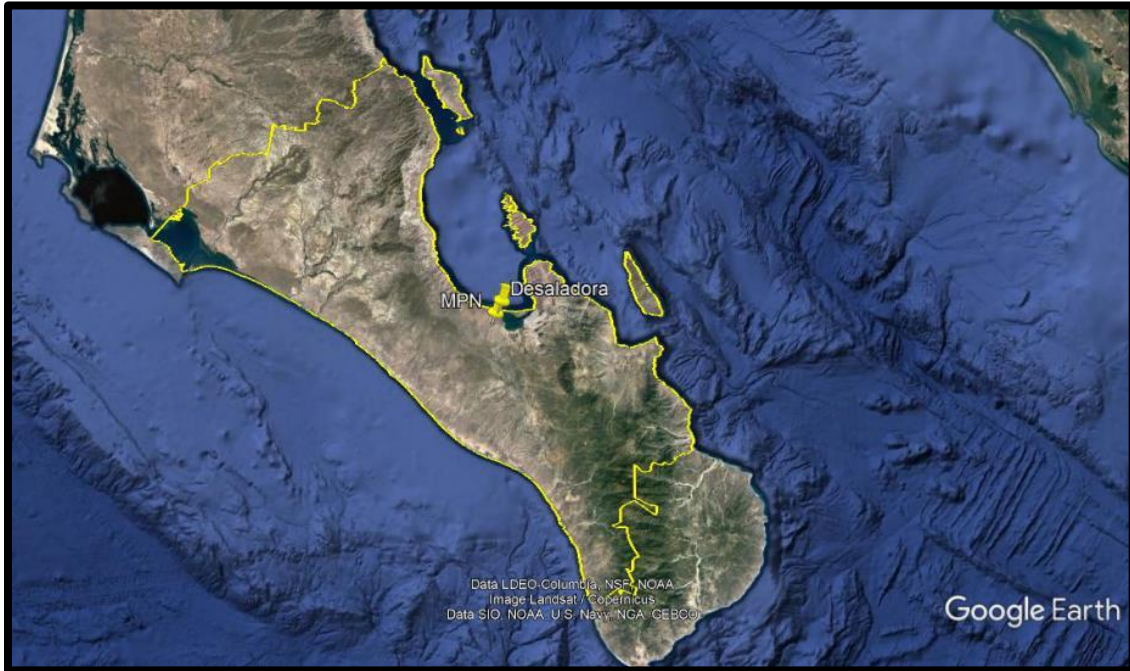 Desaladora
MPN
Data LDEO-Columbia, NSF, NOAA
Image Landsat / Copernicus
Data SIO, NOAA, U.S. Navy, NGA, GEBCO
Google Earth